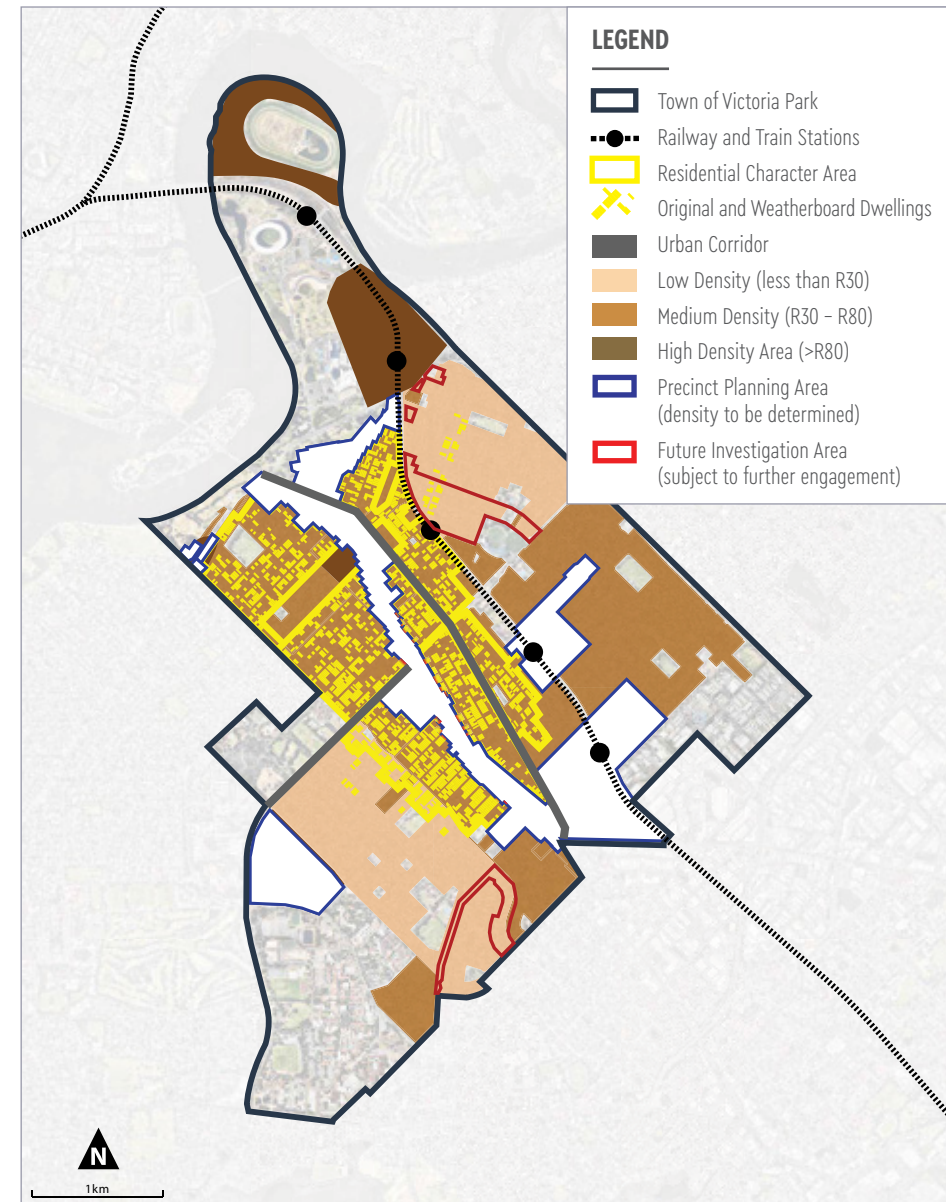 LEGEND
Town of Victoria Park
Railway and Train Stations
Residential Character Area
Original and Weatherboard Dwellings
Urban Corridor
Low Density (less than R30)
Medium Density (R30 – R80)
High Density Area (>R80)
Precinct Planning Area
(density to be determined)
Future Investigation Area
(subject to further engagement)
N
1km